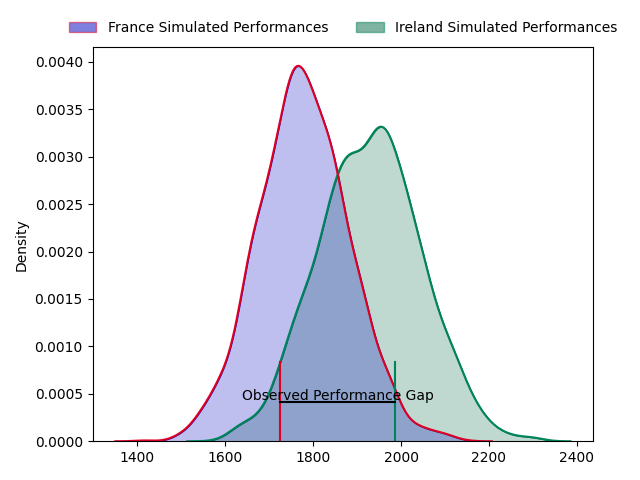 France Simulated Performances
Ireland Simulated Performances
0.0040
0.0035
0.0030
0.0025
0.0020
0.0015
0.0010
0.0005
0.0000
Density
Observed Performance Gap
1400 1600 1800 2000 2200 2400